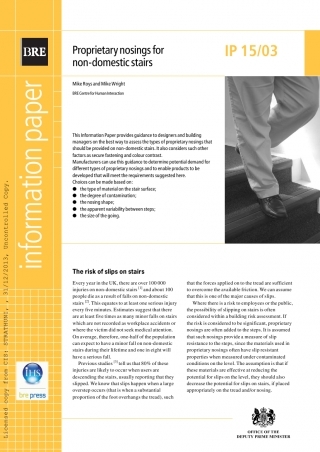 BRE
Proprietary nosings for
non-domestic stairs
IP 15/03
Mike Roys and Mike Wright
BRE Centre for Human Interaction
information paper
This Information Paper provides guidance to designers and building
managers on the best way to assess the types of proprietary nosings that
should be provided on non-domestic stairs. It also considers such other
factors as secure fastening and colour contrast.
Manufacturers can use this guidance to determine potential demand for
different types of proprietary nosings and to enable products to be
developed that will meet the requirements suggested here.
Choices can be made based on:
● the type of material on the stair surface;
● the degree of contamination;
● the nosing shape;
● the apparent variability between steps;
● the size of the going.
The risk of slips on stairs
Every year in the UK, there are over 100 000
injuries on non-domestic stairs [1] and about 100
people die as a result of falls on non-domestic
stairs [2]. This equates to at least one serious injury
every five minutes. Estimates suggest that there
are at least five times as many minor falls on stairs
which are not recorded as workplace accidents or
when the victim did not seek medical attention.
On average, therefore, one-half of the population
can expect to have a minor fall on non-domestic
stairs during their lifetime and one in eight will
have a serious fall.
Previous studies [3] tell us that 80% of these
injuries are likely to occur when users are
descending the stairs, usually reporting that they
slipped. We know that slips happen when a large
overstep occurs (that is when a substantial
proportion of the foot overhangs the tread), such
that the forces applied on to the tread are sufficient
to overcome the available friction. We can assume
that this is one of the major causes of slips.
Where there is a risk to employees or the public,
the possibility of slipping on stairs is often
considered within a building risk assessment. If
the risk is considered to be significant, proprietary
nosings are often added to the steps. It is assumed
that such nosings provide a measure of slip
resistance to the steps, since the materials used in
proprietary nosings often have slip resistant
properties when measured under contaminated
conditions on the level. The assumption is that if
these materials are effective at reducing the
potential for slips on the level, they should also
decrease the potential for slips on stairs, if placed
appropriately on the tread and/or nosing.
IHS
bre press
OFFICE OF THE
DEPUTY PRIME MINISTER
Licensed copy from CIS: STRATHUNI, , 31/12/2013, Uncontrolled Copy.